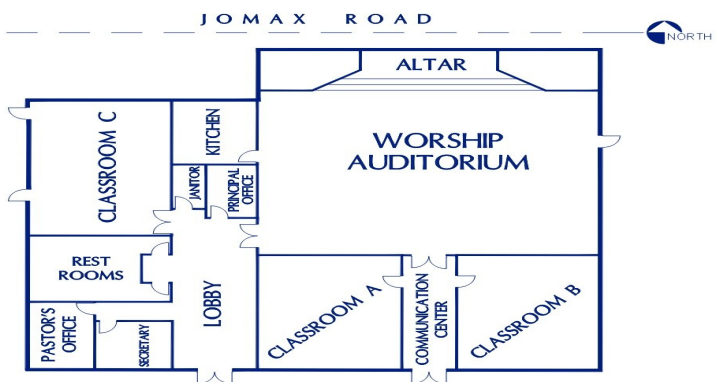 JOMAX ROAD
NORTH
ALTAR
WORSHIP
AUDITORIUM
KITCHEN
CLASSROOM C
JANITOR
PRINCIPAL
OFFICE
REST
ROOMS
LOBBY
PASTOR'S
OFFICE
SECRETARY
CLASSROOM A
COMMUNICATION
CENTER
CLASSROOM B